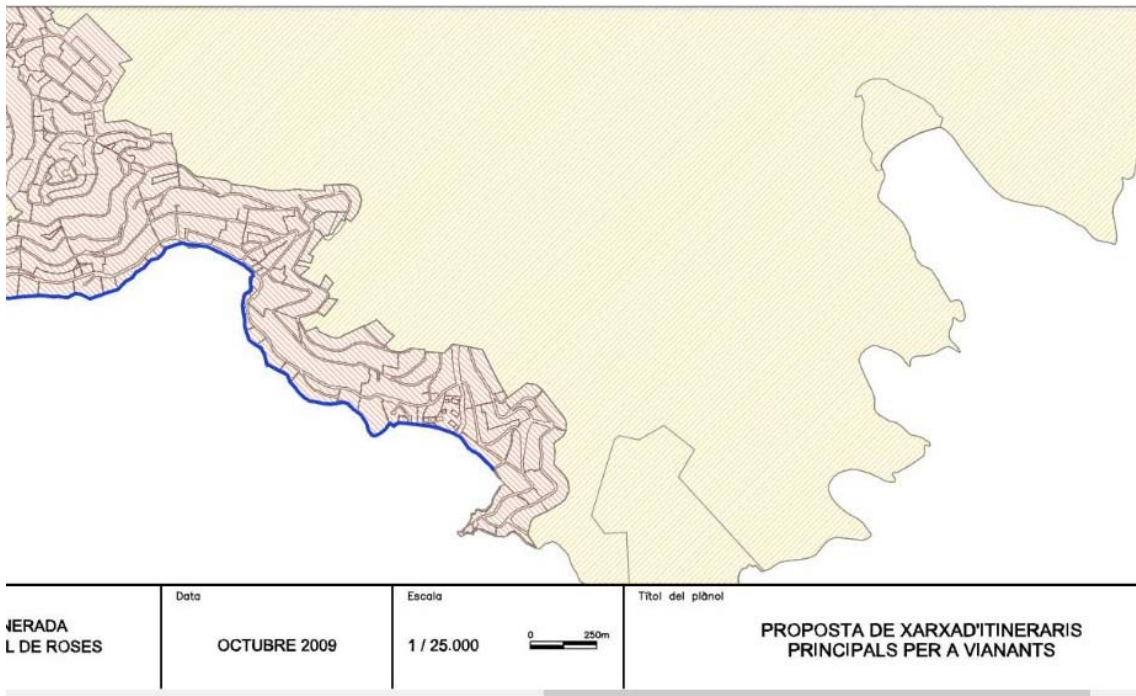 NERADA
L DE ROSES
Data
OCTUBRE 2009
Escala
1 / 25.000
0 250m
Títol del plànol
PROPOSTA DE XARXAD'ITINERARIS
PRINCIPALS PER A VIANANTS